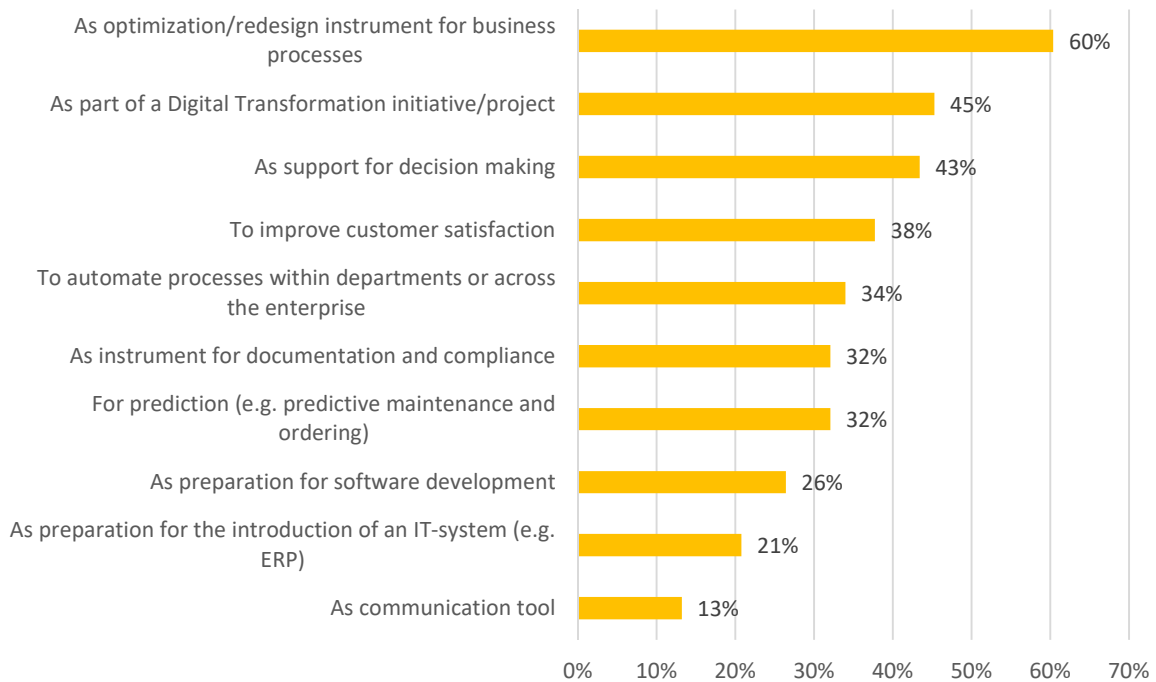 As optimization/redesign instrument for business
processes
60%
As part of a Digital Transformation initiative/project
45%
As support for decision making
43%
To improve customer satisfaction
38%
To automate processes within departments or across
the enterprise
34%
As instrument for documentation and compliance
32%
For prediction (e.g. predictive maintenance and
ordering)
32%
As preparation for software development
26%
As preparation for the introduction of an IT-system (e.g.
ERP)
21%
As communication tool
13%
0% 10% 20% 30% 40% 50% 60% 70%